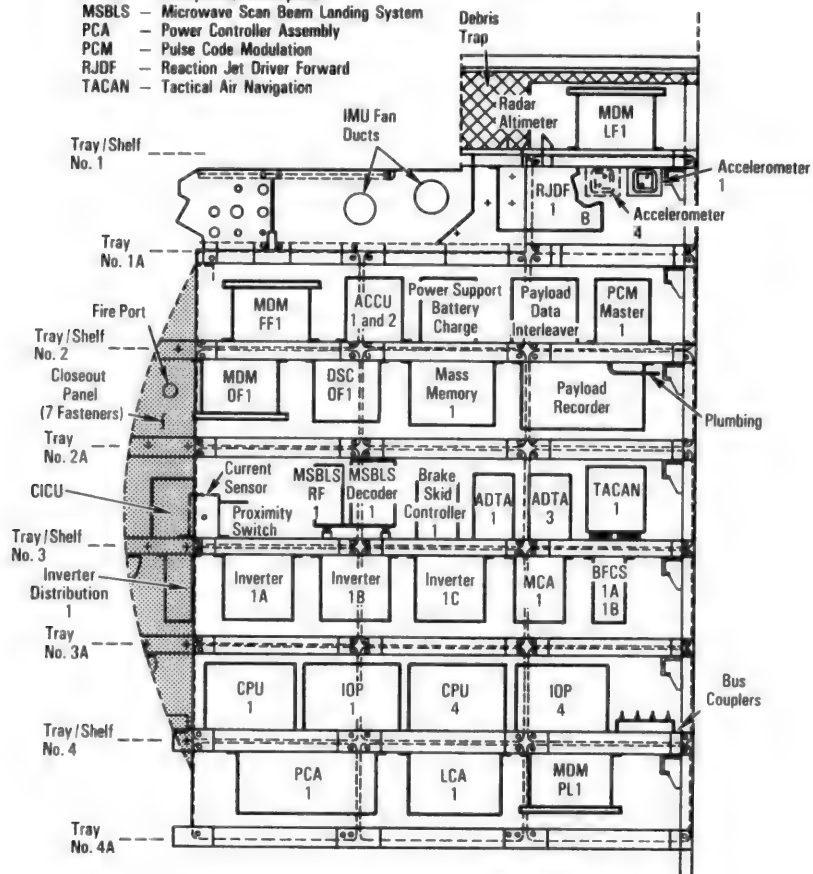 MSBLS — Microwave Scan Beam Landing System
PCA — Power Controller Assembly
PCM — Pulse Code Modulation
RJDF — Reaction Jet Driver Forward
TACAN — Tactical Air Navigation
Debris
Trap
IMU Fan
Ducts
Radar
Altimeter
MDM
LF1
Tray/Shelf
No. 1
RJDF
1
B
Accelerometer
1
Accelerometer
4
Tray
No. 1A
MDM
FF1
ACCU
1 and 2
Power Support
Battery
Charge
Payload
Data
Interleaver
PCM
Master
1
Fire Port
Tray/Shelf
No. 2
Closeout
Panel
(7 Fasteners)
MDM
OF1
DSC
OF1
Mass
Memory
1
Payload
Recorder
Plumbing
Tray
No. 2A
CICU
Current
Sensor
Proximity
Switch
MSBLS
RF
1
MSBLS
Decoder
1
Brake
Skid
Controller
1
ADTA
1
ADTA
3
TACAN
1
Tray/Shelf
No. 3
Inverter
Distribution
1
Inverter
1A
Inverter
1B
Inverter
1C
MCA
1
BFCS
1A
1B
Tray
No. 3A
CPU
1
IOP
1
CPU
4
IOP
4
Bus
Couplers
Tray/Shelf
No. 4
PCA
1
LCA
1
MDM
PL1
Tray
No. 4A